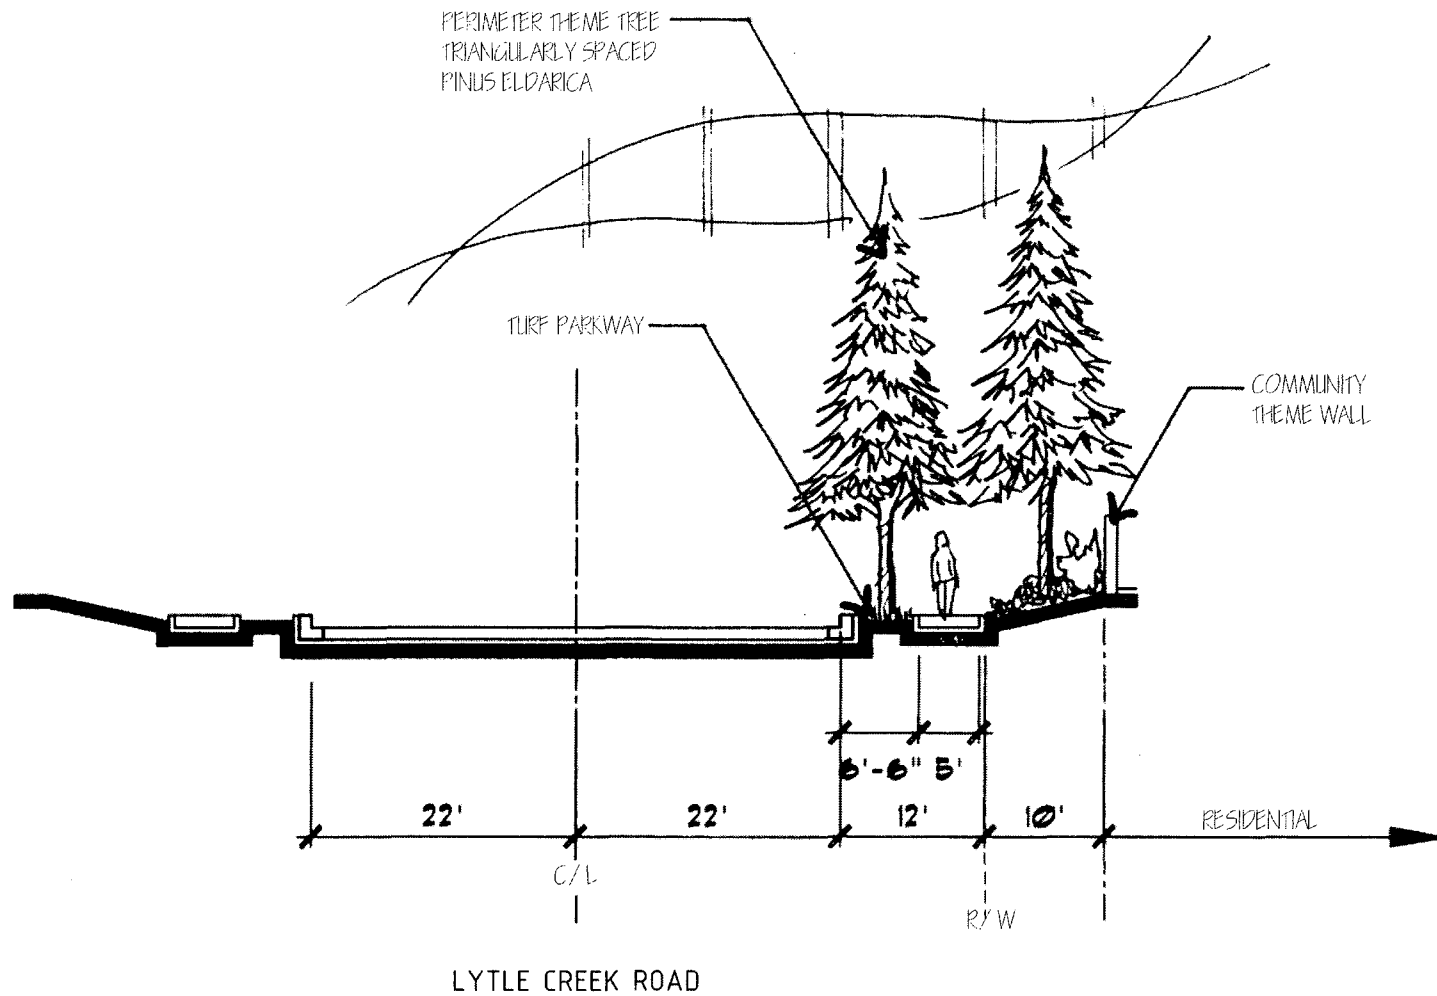 PERIMETER THEME TREE
TRIANGULARLY SPACED
PINUS ELDARICA
TURF PARKWAY
COMMUNITY
THEME WALL
6'-6" 5'
22' 22' 12' 10' RESIDENTIAL
C/L
R/W
LYTLE CREEK ROAD